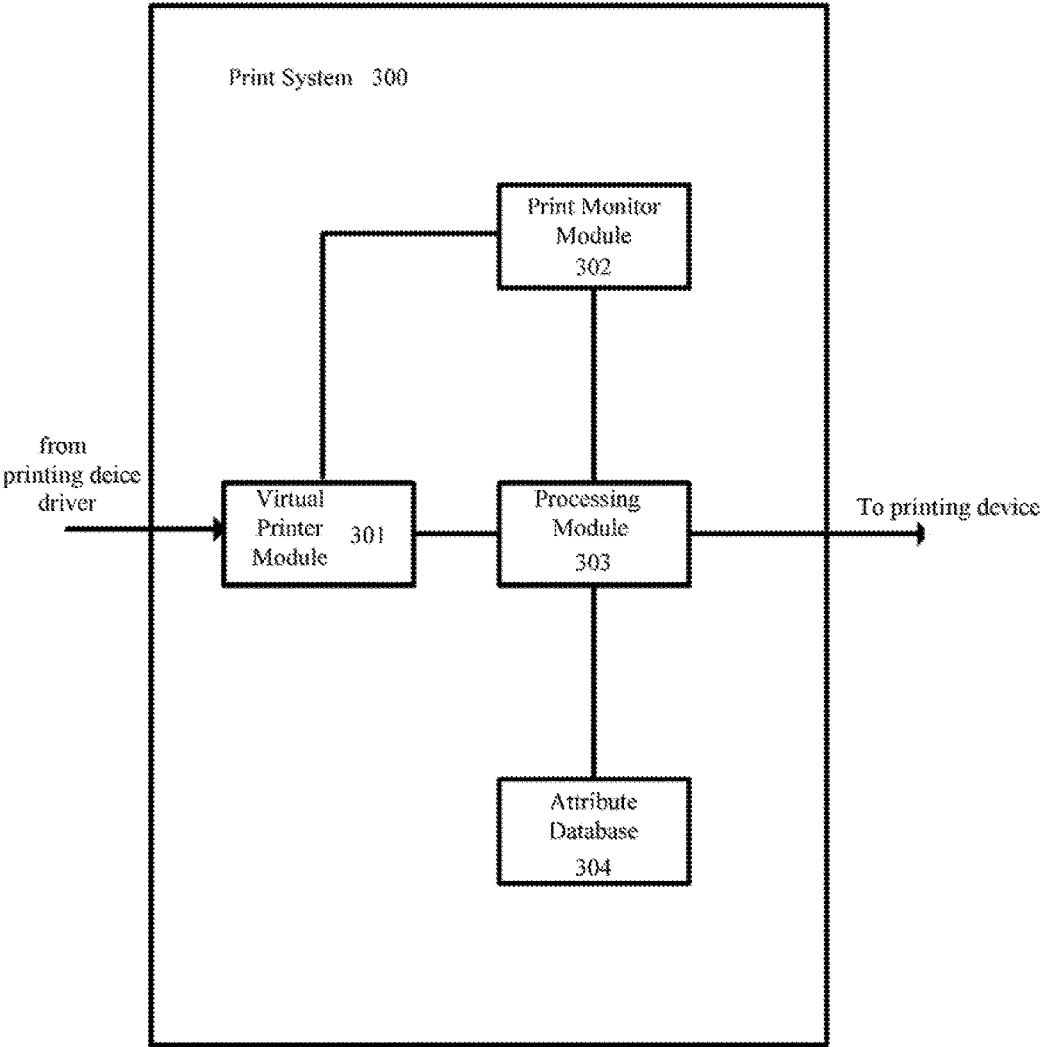 Print System 300
Print Monitor
Module
302
from
printing deice
driver
Virtual
Printer
Module
301
Processing
Module
303
To printing device
Attribute
Database
304